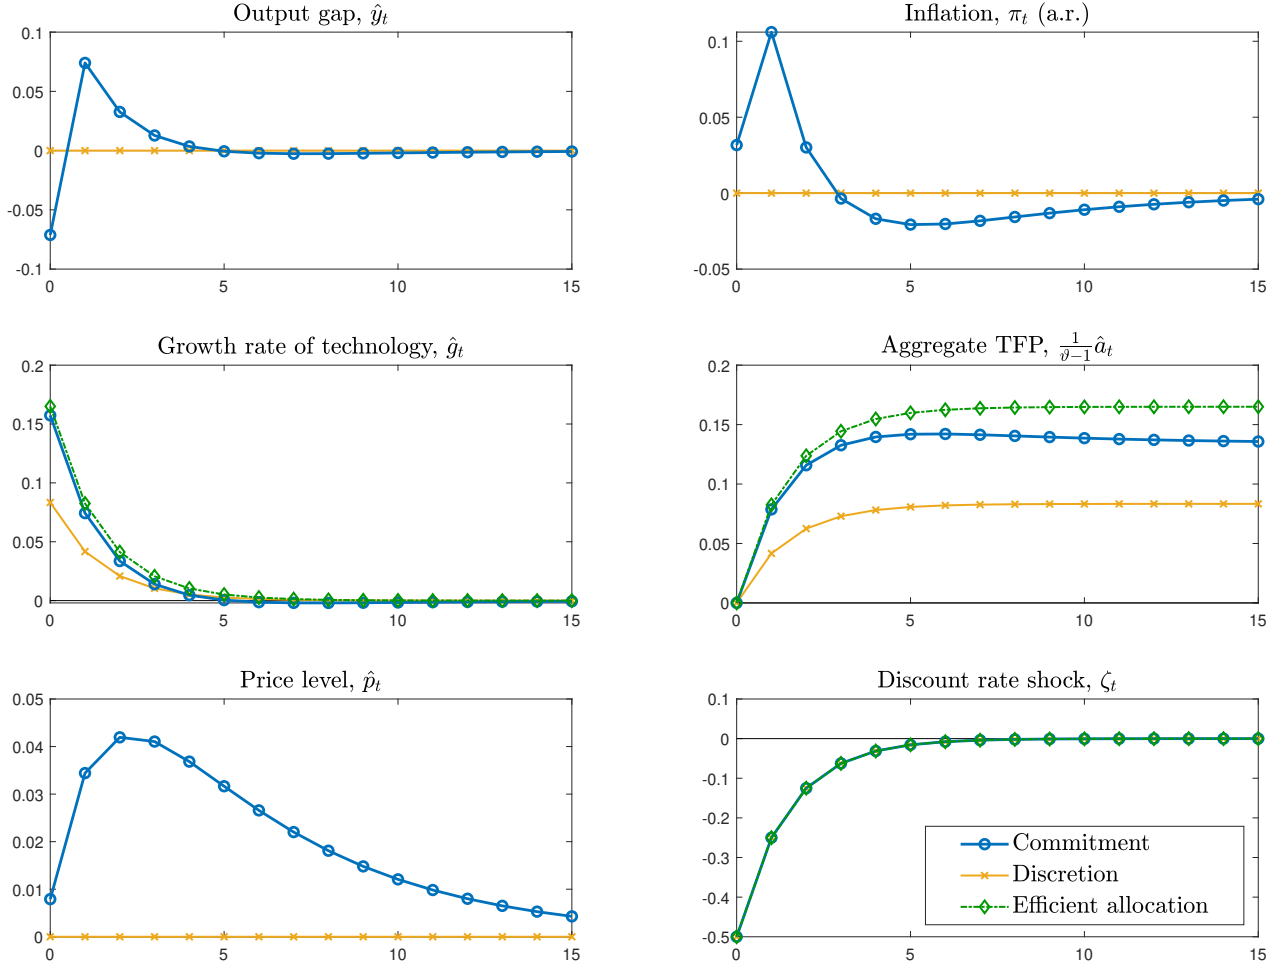 Output gap, ŷ_t
0.1
0.05
0
-0.05
-0.1
0 5 10 15
Inflation, π_t (a.r.)
0.1
0.05
0
-0.05
0 5 10 15
Growth rate of technology, ĝ_t
0.2
0.15
0.1
0.05
0
0 5 10 15
Aggregate TFP, 1/(ϑ−1) â_t
0.2
0.15
0.1
0.05
0
0 5 10 15
Price level, p̂_t
0.05
0.04
0.03
0.02
0.01
0
0 5 10 15
Discount rate shock, ζ_t
0.1
0
-0.1
-0.2
-0.3
-0.4
-0.5
0 5 10 15
Commitment
Discretion
Efficient allocation